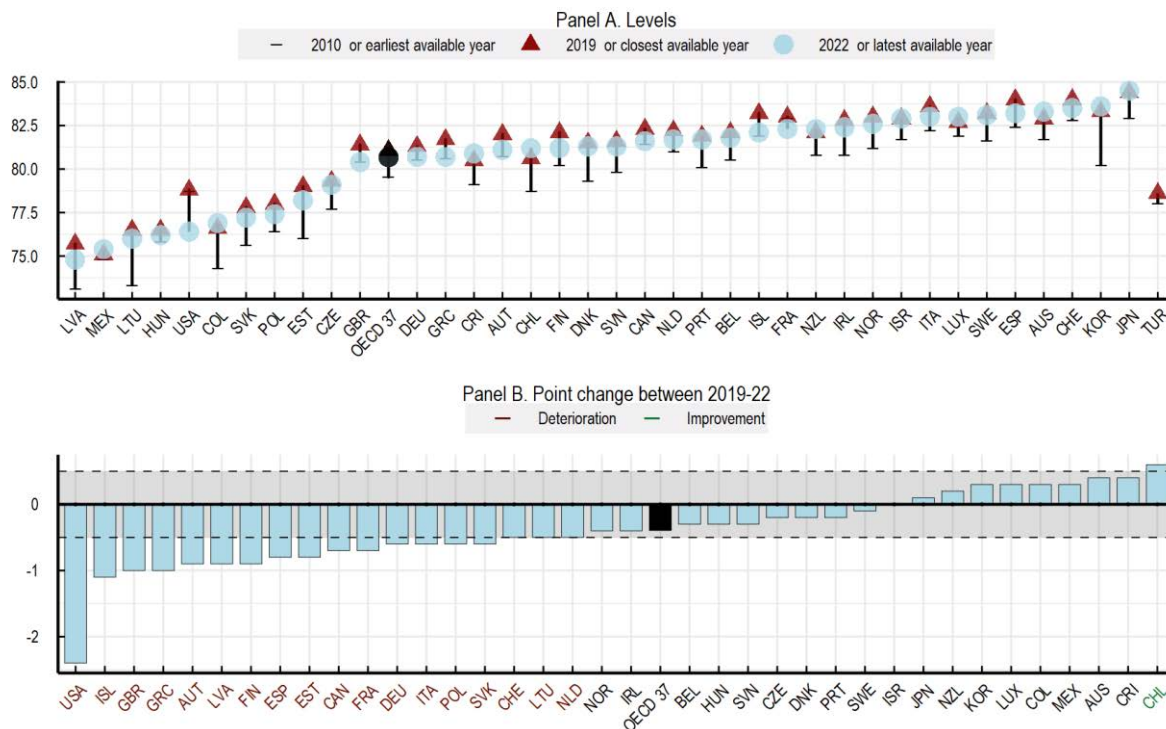 Panel A. Levels
2010 or earliest available year
2019 or closest available year
2022 or latest available year
85.0
82.5
80.0
77.5
75.0
LVA MEX LTU HUN USA COL SVK POL EST CZE GBR OECD 37 DEU GRC CRI AUT CHL FIN DNK SVN CAN NLD PRT BEL ISL FRA NZL IRL NOR ISR ITA LUX SWE ESP AUS CHE KOR JPN TUR
Panel B. Point change between 2019-22
Deterioration
Improvement
0
-1
-2
USA ISL GBR GRC AUT LVA FIN ESP EST CAN FRA DEU ITA POL SVK CHE LTU NLD NOR IRL OECD 37 BEL HUN SVN CZE DNK PRT SWE ISR JPN NZL KOR LUX COL MEX AUS CRI CHL